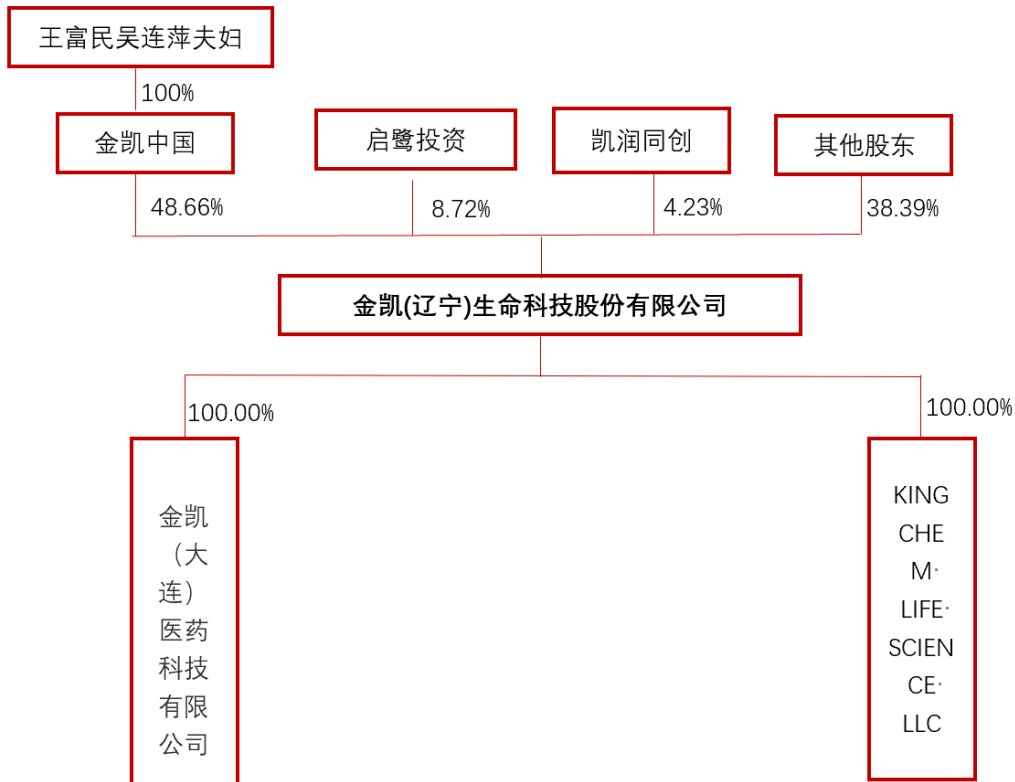 王富民吴连萍夫妇
100%
金凯中国
启鹭投资
凯润同创
其他股东
48.66%
8.72%
4.23%
38.39%
金凯(辽宁)生命科技股份有限公司
100.00%
100.00%
金凯
（大
连）
医药
科技
有限
公司
KING
CHE
M·
LIFE·
SCIEN
CE·
LLC